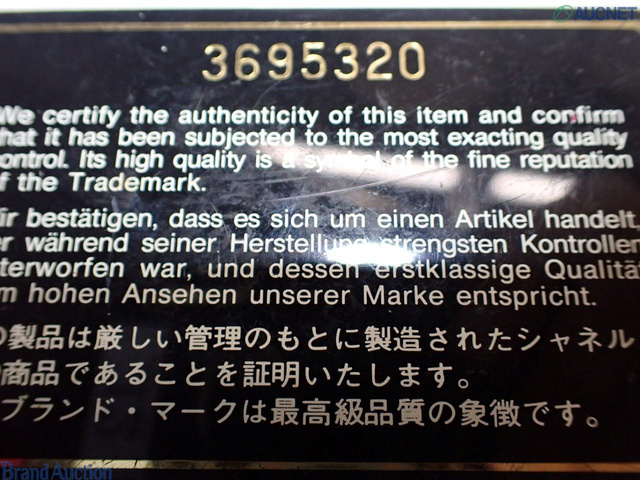 AUCNET
3695320
We certify the authenticity of this item and confirm
that it has been subjected to the most exacting quality
control. Its high quality is a symbol of the fine reputation
of the Trademark.
ir bestätigen, dass es sich um einen Artikel handelt
er während seiner Herstellung strengsten Kontrollen
nterworfen war, und dessen erstklassige Qualität
m hohen Ansehen unserer Marke entspricht.
の製品は厳しい管理のもとに製造されたシャネル
商品であることを証明いたします。
ブランド・マークは最高級品質の象徴です。
Brand Auction